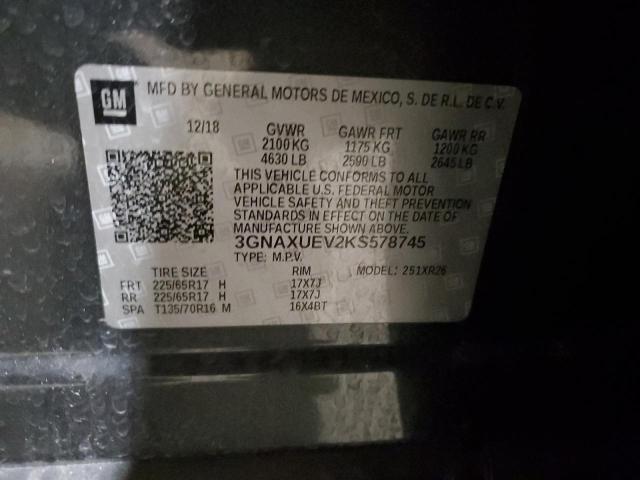 GM
MFD BY GENERAL MOTORS DE MEXICO, S. DE R.L. DE C.V.
12/18 GVWR GAWR FRT GAWR RR
2100 KG 1175 KG 1200 KG
4630 LB 2590 LB 2645 LB
THIS VEHICLE CONFORMS TO ALL
APPLICABLE U.S. FEDERAL MOTOR
VEHICLE SAFETY AND THEFT PREVENTION
STANDARDS IN EFFECT ON THE DATE OF
MANUFACTURE SHOWN ABOVE.
3GNAXUEV2KS578745
TYPE: M.P.V. MODEL: 251XR26
TIRE SIZE RIM
FRT 225/65R17 H 17X7J
RR 225/65R17 H 17X7J
SPA T135/70R16 M 16X4BT